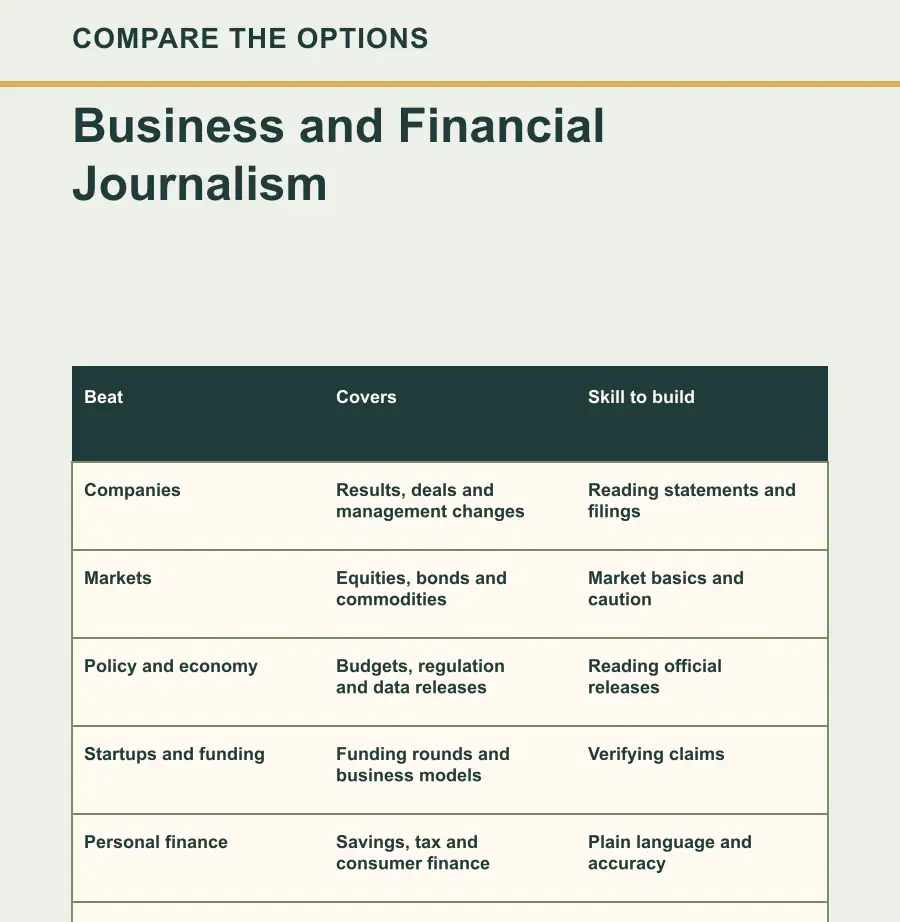 COMPARE THE OPTIONS
Business and Financial
Journalism
Beat
Covers
Skill to build
Companies
Results, deals and
management changes
Reading statements and
filings
Markets
Equities, bonds and
commodities
Market basics and
caution
Policy and economy
Budgets, regulation
and data releases
Reading official
releases
Startups and funding
Funding rounds and
business models
Verifying claims
Personal finance
Savings, tax and
consumer finance
Plain language and
accuracy